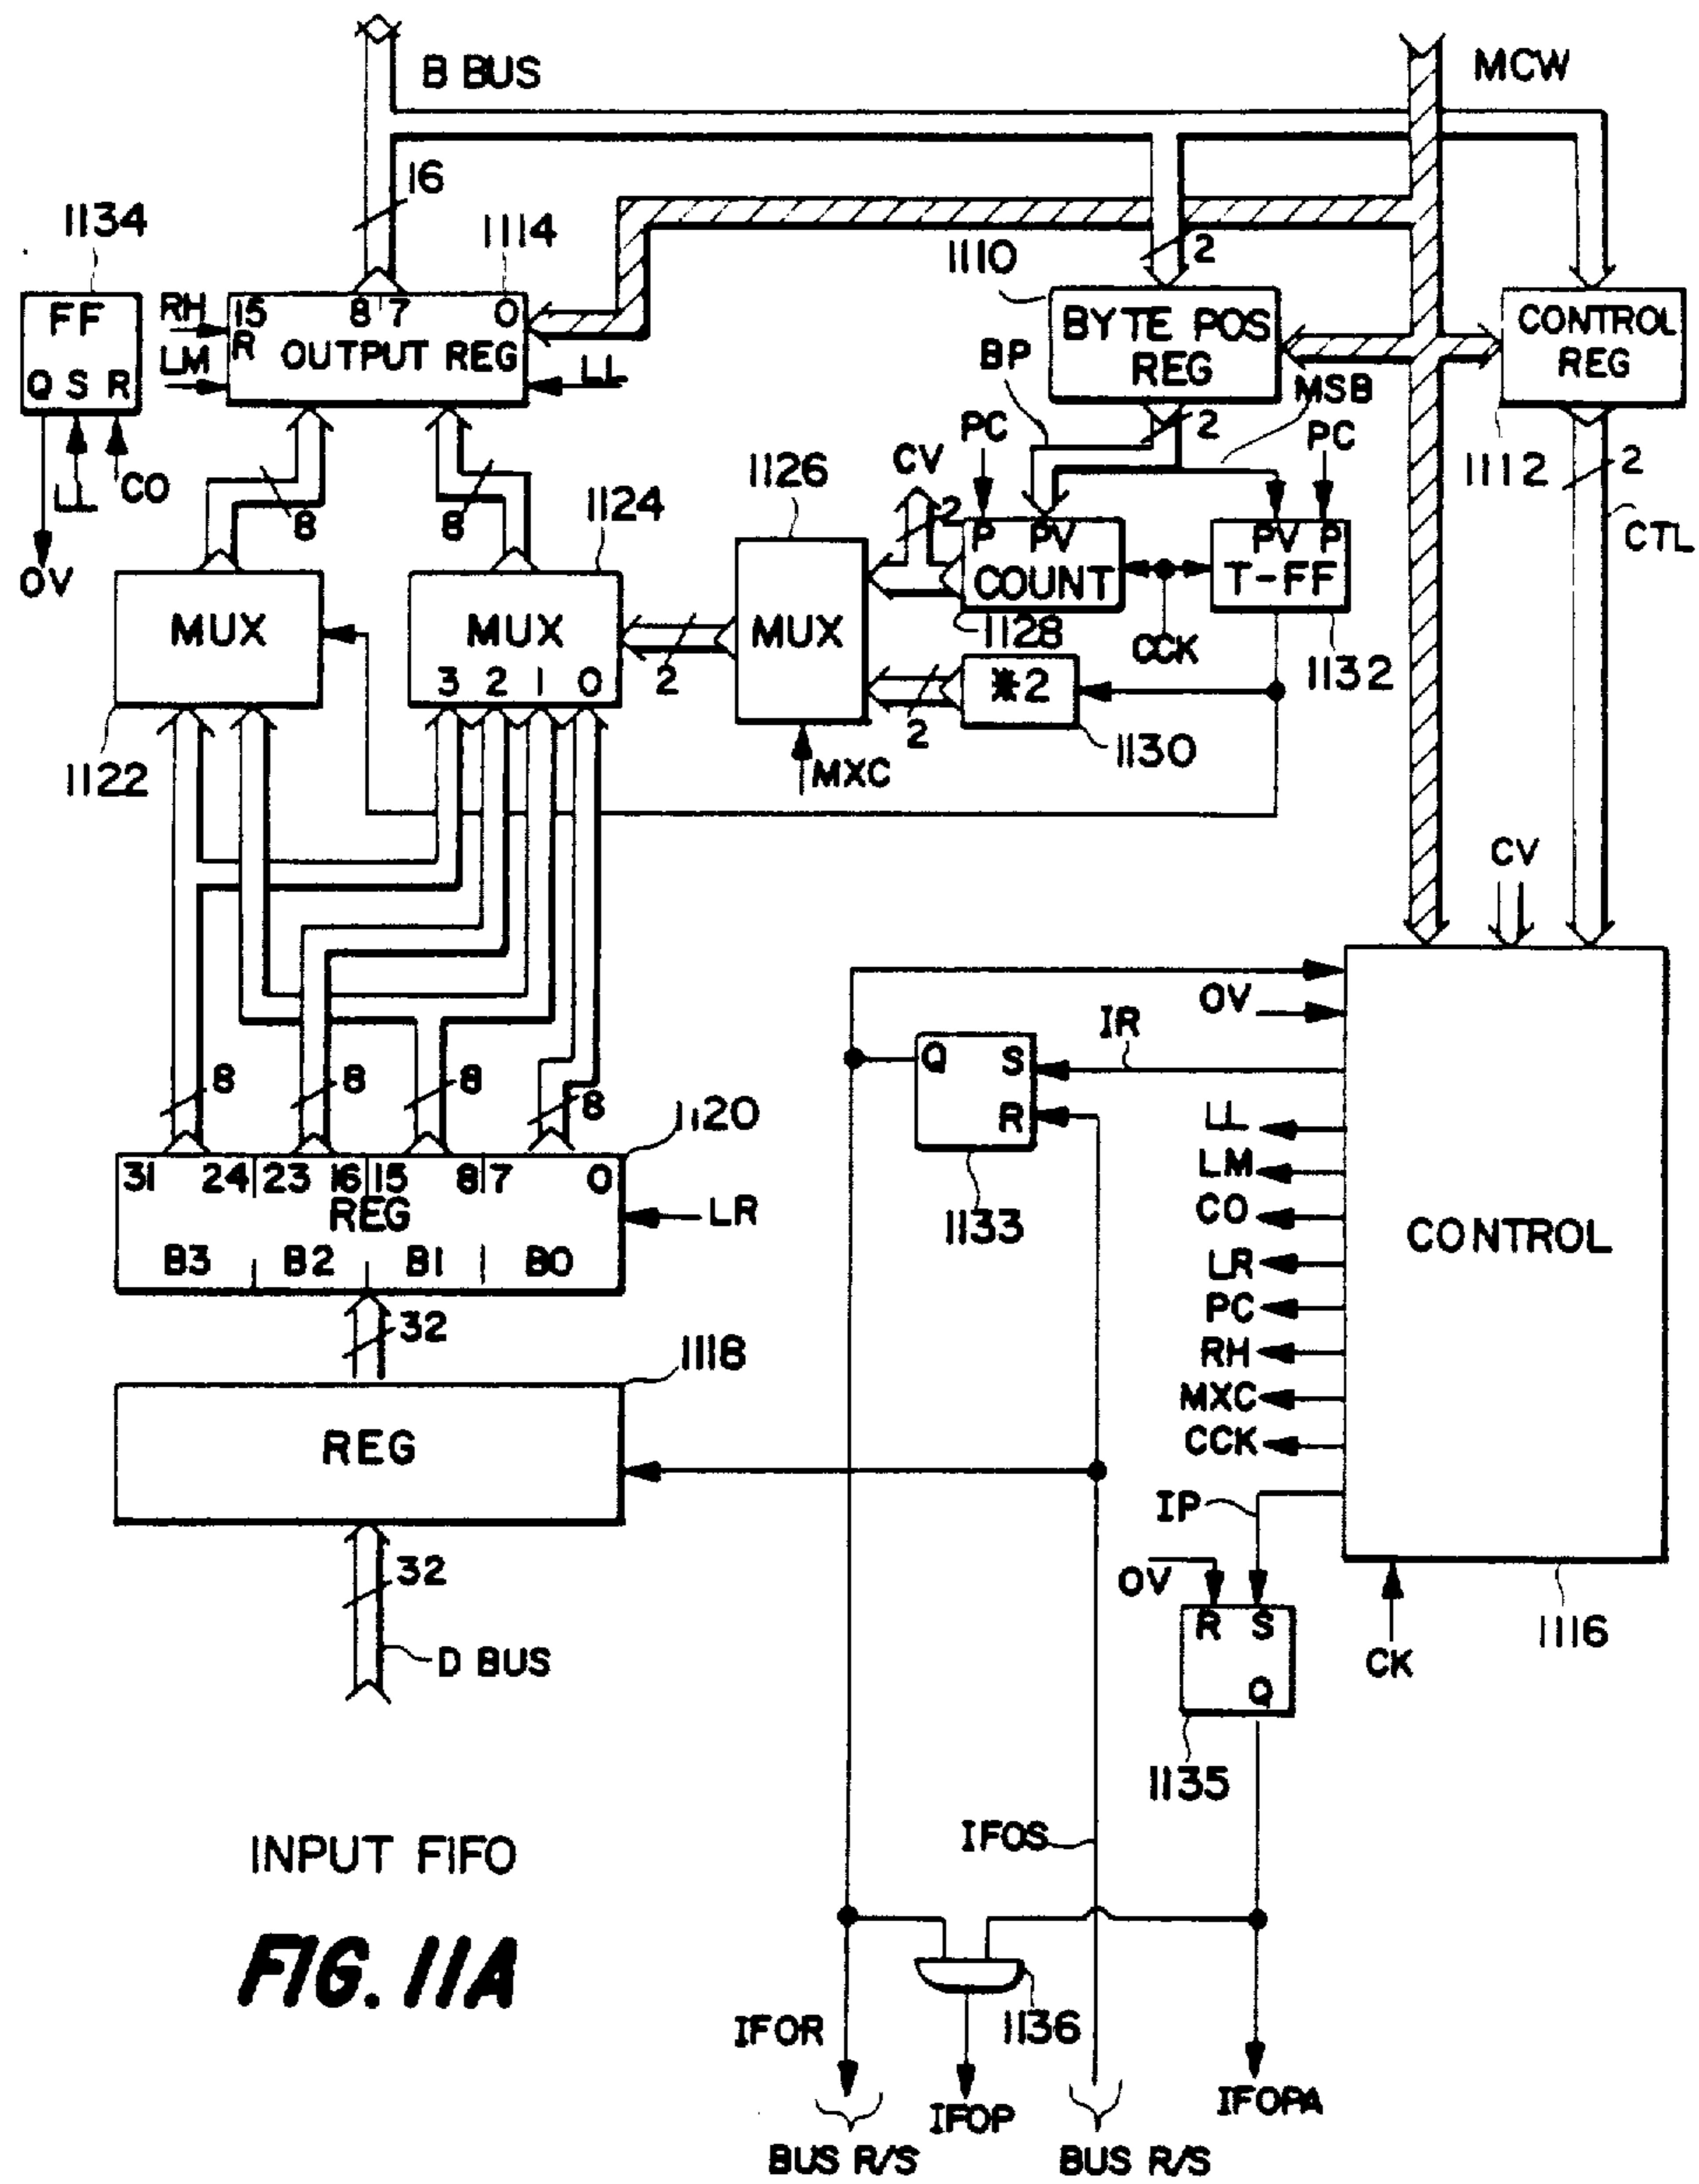 B BUS
MCW
16
1134
1114
1110
2
FF
Q S R
RH
LM
15 8 7 0
R OUTPUT REG
LL
BYTE POS
REG
CONTROL
REG
BP
MSB
2
PC
PC
CV
1112
2
CTL
LL
CO
OV
8
8
1124
1126
2
P PV
COUNT
PV P
T-FF
MUX
MUX
3 2 1 0
2
MUX
1128
CCK
1132
*2
2
1130
1122
MXC
CV
OV
IR
8
8
8
8
Q S
R
1120
31 24 23 16 15 8 7 0
REG
B3 B2 B1 B0
LR
1133
LL
LM
CO
LR
PC
RH
MXC
CCK
CONTROL
32
1118
REG
IP
OV
32
D BUS
R S
Q
CK
1116
1135
IFOS
INPUT FIFO
FIG. 11A
IFOR
1136
IFOP
IFOPA
BUS R/S
BUS R/S